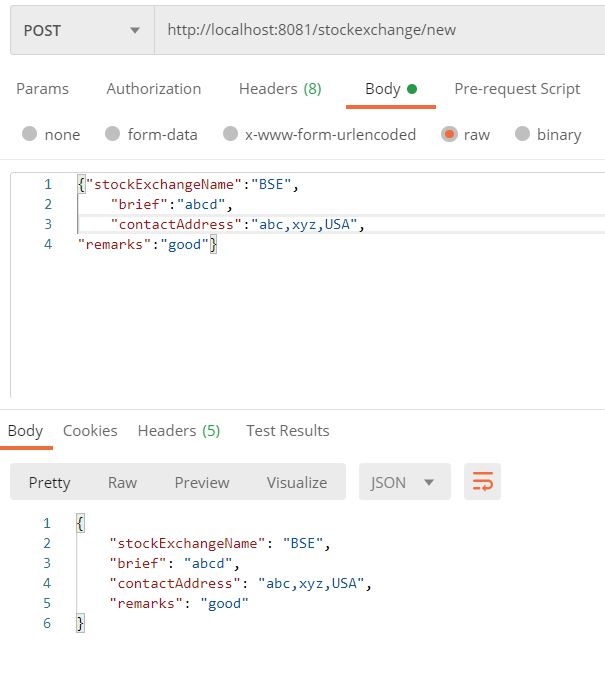 POST http://localhost:8081/stockexchange/new
Params Authorization Headers (8) Body Pre-request Script
none form-data x-www-form-urlencoded raw binary
1 {"stockExchangeName":"BSE",
2 "brief":"abcd",
3 "contactAddress":"abc,xyz,USA",
4 "remarks":"good"}
Body Cookies Headers (5) Test Results
Pretty Raw Preview Visualize JSON
1 {
2 "stockExchangeName": "BSE",
3 "brief": "abcd",
4 "contactAddress": "abc,xyz,USA",
5 "remarks": "good"
6 }